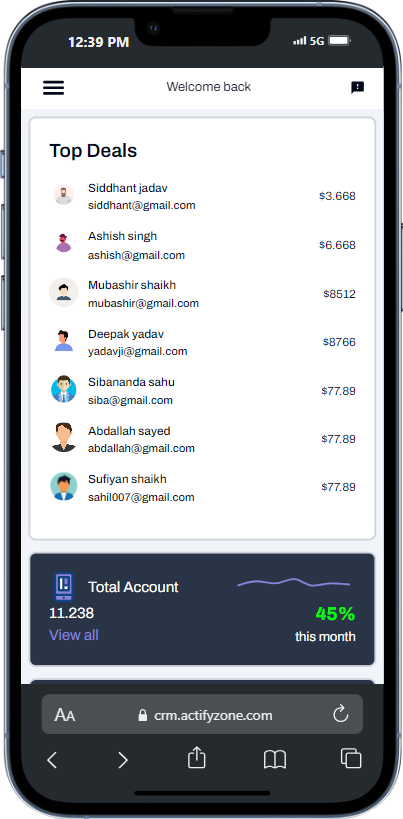 12:39 PM
5G
Welcome back
Top Deals
Siddhant jadav
siddhant@gmail.com
$3.668
Ashish singh
ashish@gmail.com
$6.668
Mubashir shaikh
mubashir@gmail.com
$8512
Deepak yadav
yadavji@gmail.com
$8766
Sibananda sahu
siba@gmail.com
$77.89
Abdallah sayed
abdallah@gmail.com
$77.89
Sufiyan shaikh
sahil007@gmail.com
$77.89
Total Account
11.238
45%
View all
this month
AA
crm.actifyzone.com